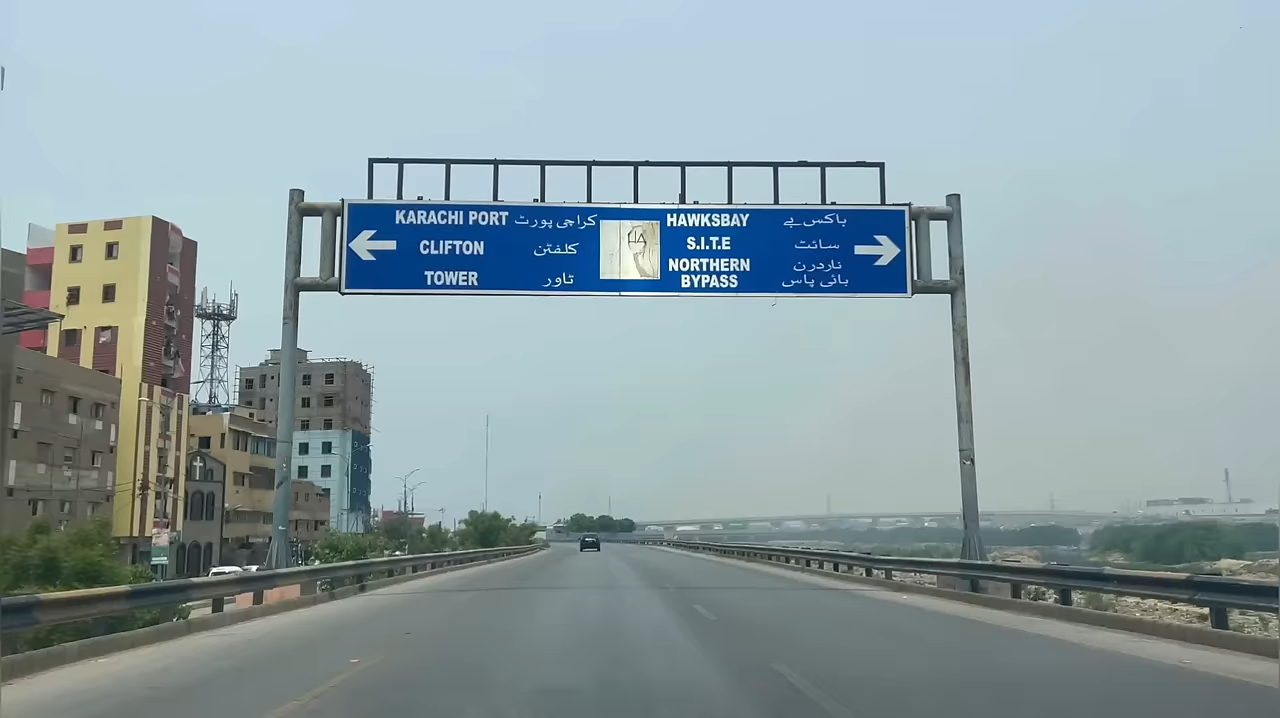 KARACHI PORT کراچی پورٹ
CLIFTON کلفٹن
TOWER ٹاور
HAWKSBAY ہاکس بے
S.I.T.E سائٹ
NORTHERN ناردرن
BYPASS بائی پاس